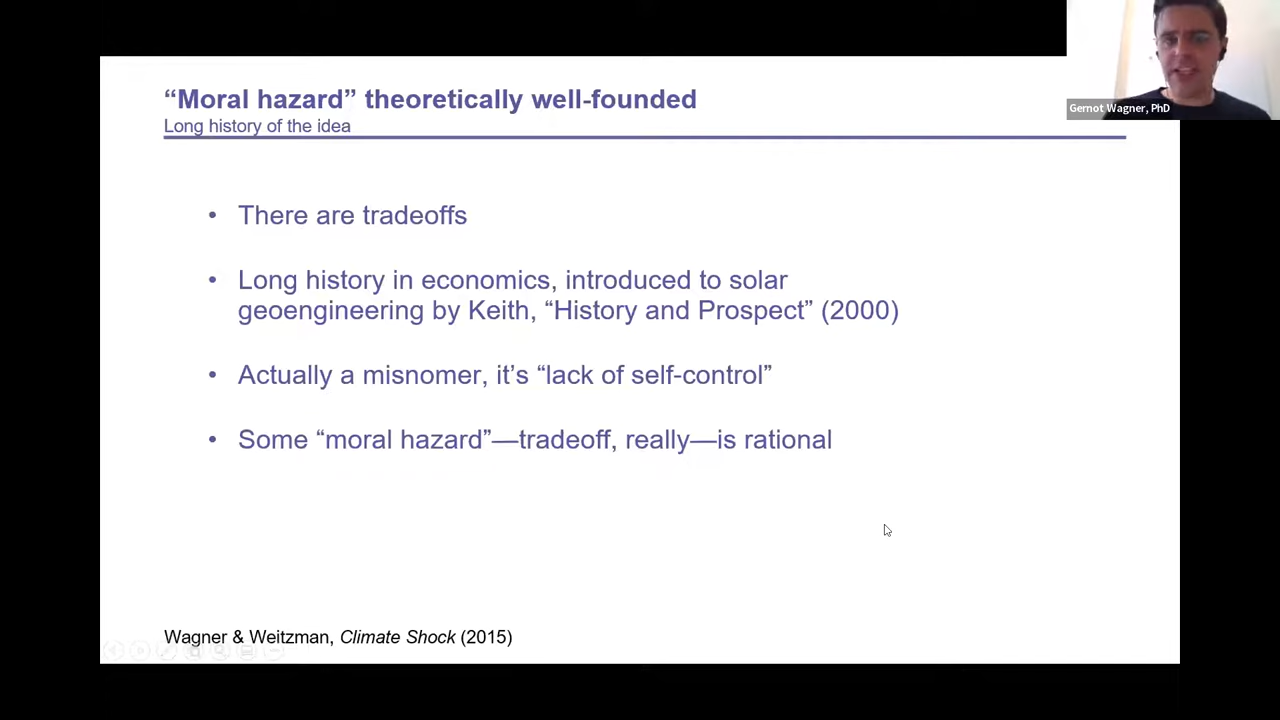 “Moral hazard” theoretically well-founded
Long history of the idea
Gernot Wagner, PhD
• There are tradeoffs
• Long history in economics, introduced to solar
geoengineering by Keith, “History and Prospect” (2000)
• Actually a misnomer, it’s “lack of self-control”
• Some “moral hazard”—tradeoff, really—is rational
Wagner & Weitzman, Climate Shock (2015)